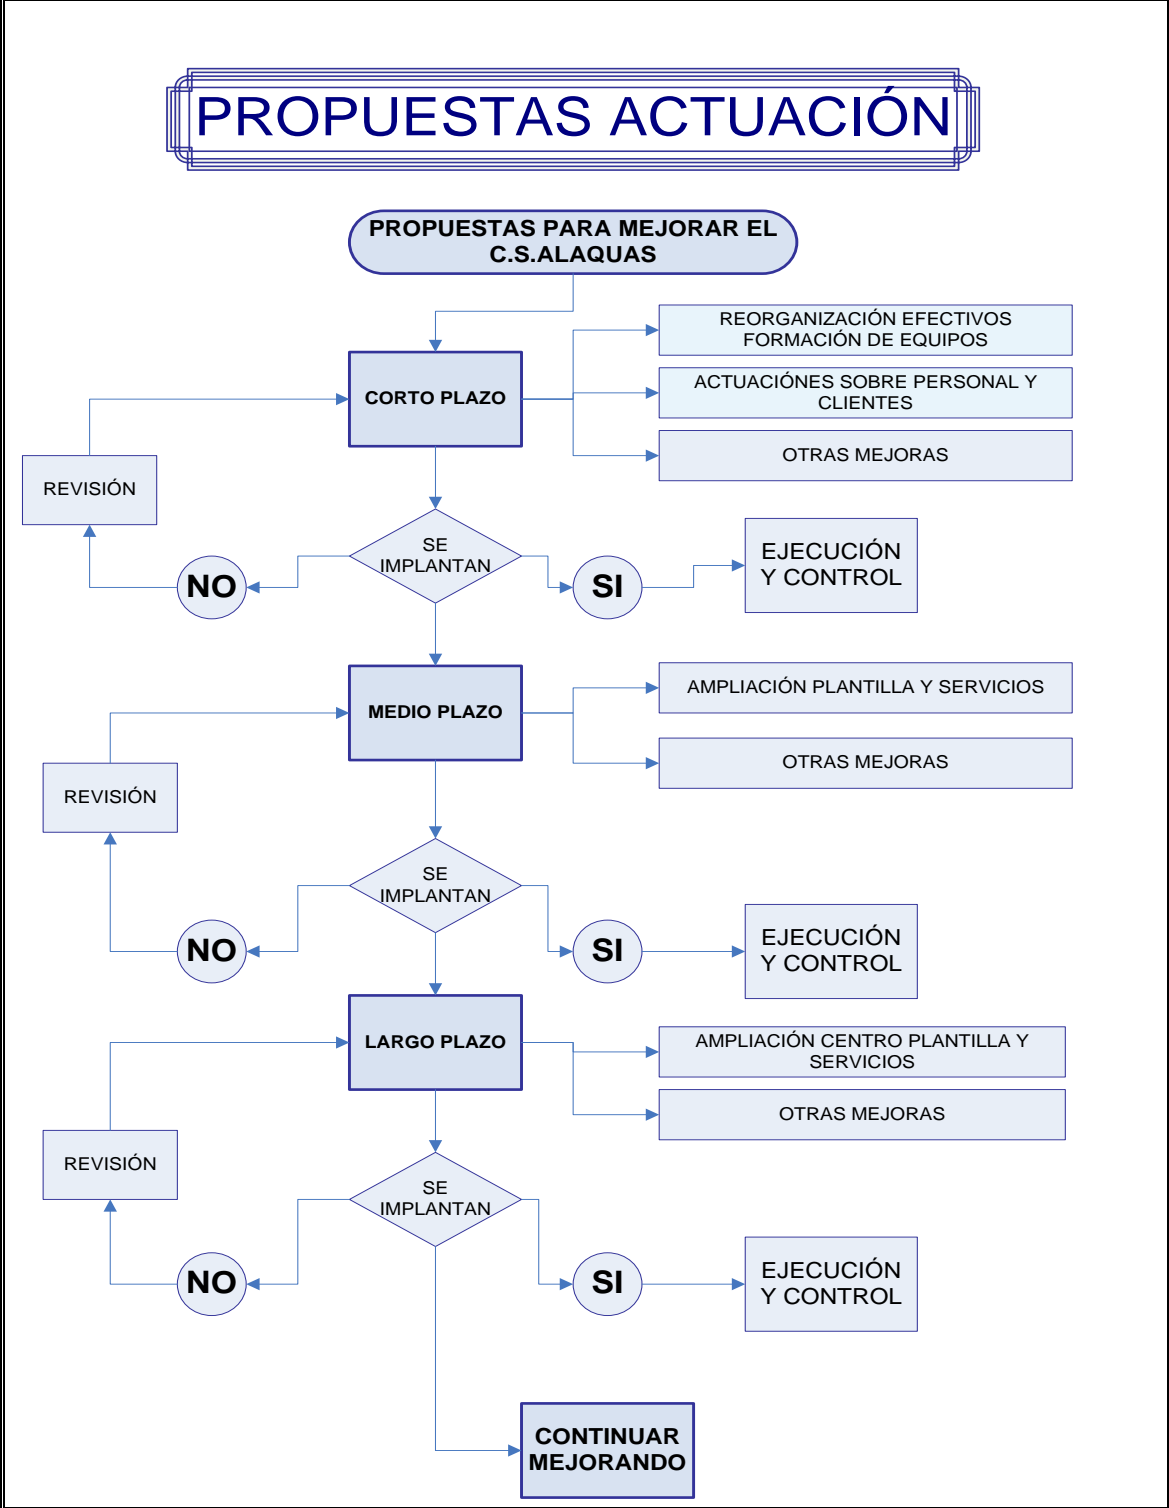 PROPUESTAS ACTUACIÓN
PROPUESTAS PARA MEJORAR EL
C.S.ALAQUAS
REORGANIZACIÓN EFECTIVOS
FORMACIÓN DE EQUIPOS
CORTO PLAZO
ACTUACIÓNES SOBRE PERSONAL Y
CLIENTES
OTRAS MEJORAS
REVISIÓN
SE
IMPLANTAN
NO
SI
EJECUCIÓN
Y CONTROL
MEDIO PLAZO
AMPLIACIÓN PLANTILLA Y SERVICIOS
OTRAS MEJORAS
REVISIÓN
SE
IMPLANTAN
NO
SI
EJECUCIÓN
Y CONTROL
LARGO PLAZO
AMPLIACIÓN CENTRO PLANTILLA Y
SERVICIOS
OTRAS MEJORAS
REVISIÓN
SE
IMPLANTAN
NO
SI
EJECUCIÓN
Y CONTROL
CONTINUAR
MEJORANDO